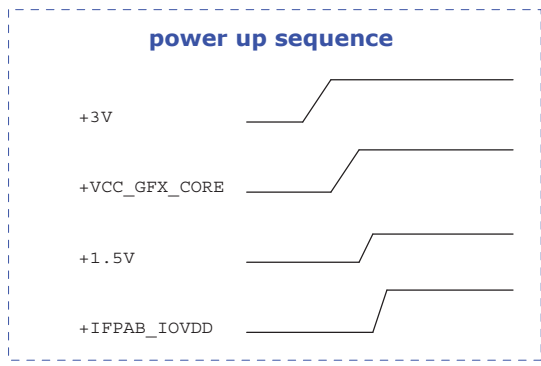 power up sequence
+3V
+VCC_GFX_CORE
+1.5V
+IFPAB_IOVDD